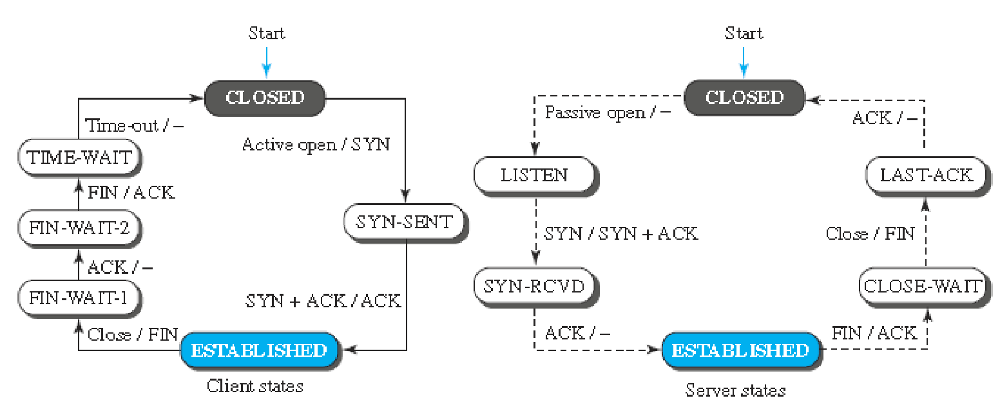 Start
CLOSED
Time-out / –
Active open / SYN
TIME-WAIT
FIN / ACK
SYN-SENT
FIN-WAIT-2
ACK / –
FIN-WAIT-1
SYN + ACK / ACK
Close / FIN
ESTABLISHED
Client states
Start
CLOSED
Passive open / –
ACK / –
LISTEN
LAST-ACK
SYN / SYN + ACK
Close / FIN
SYN-RCVD
CLOSE-WAIT
ACK / –
FIN / ACK
ESTABLISHED
Server states